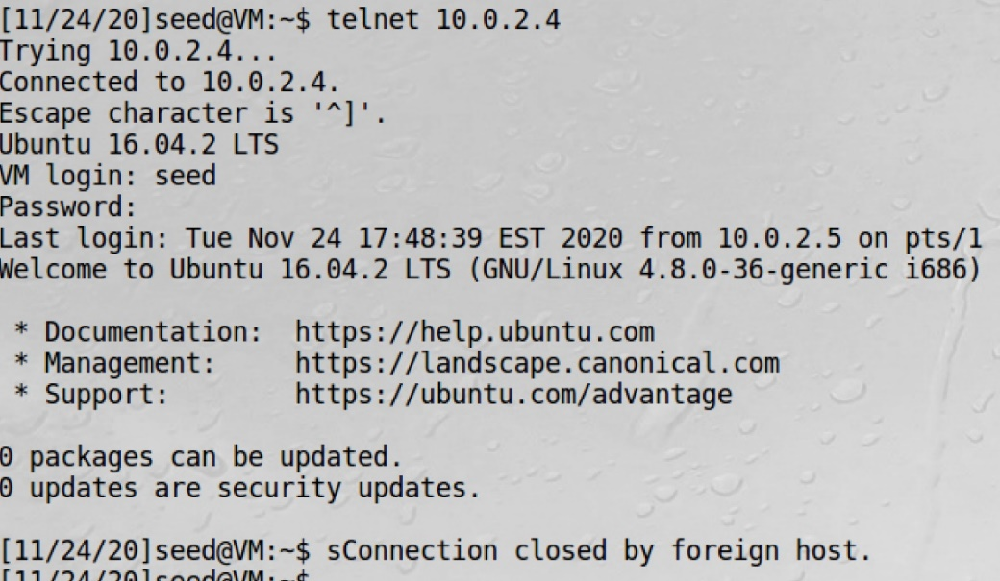 [11/24/20]seed@VM:~$ telnet 10.0.2.4
Trying 10.0.2.4...
Connected to 10.0.2.4.
Escape character is '^]'.
Ubuntu 16.04.2 LTS
VM login: seed
Password:
Last login: Tue Nov 24 17:48:39 EST 2020 from 10.0.2.5 on pts/1
Welcome to Ubuntu 16.04.2 LTS (GNU/Linux 4.8.0-36-generic i686)
* Documentation:  https://help.ubuntu.com
* Management:     https://landscape.canonical.com
* Support:        https://ubuntu.com/advantage
0 packages can be updated.
0 updates are security updates.
[11/24/20]seed@VM:~$ sConnection closed by foreign host.
[11/24/20]seed@VM:~$